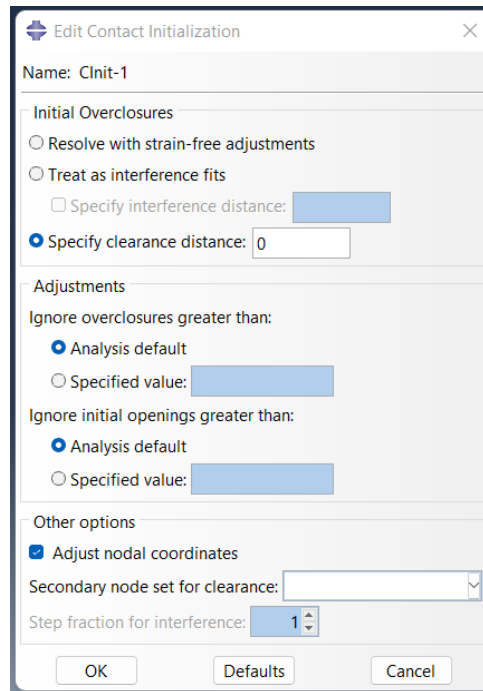 Edit Contact Initialization
Name: CInit-1
Initial Overclosures
Resolve with strain-free adjustments
Treat as interference fits
Specify interference distance:
Specify clearance distance: 0
Adjustments
Ignore overclosures greater than:
Analysis default
Specified value:
Ignore initial openings greater than:
Analysis default
Specified value:
Other options
Adjust nodal coordinates
Secondary node set for clearance:
Step fraction for interference: 1
OK Defaults Cancel